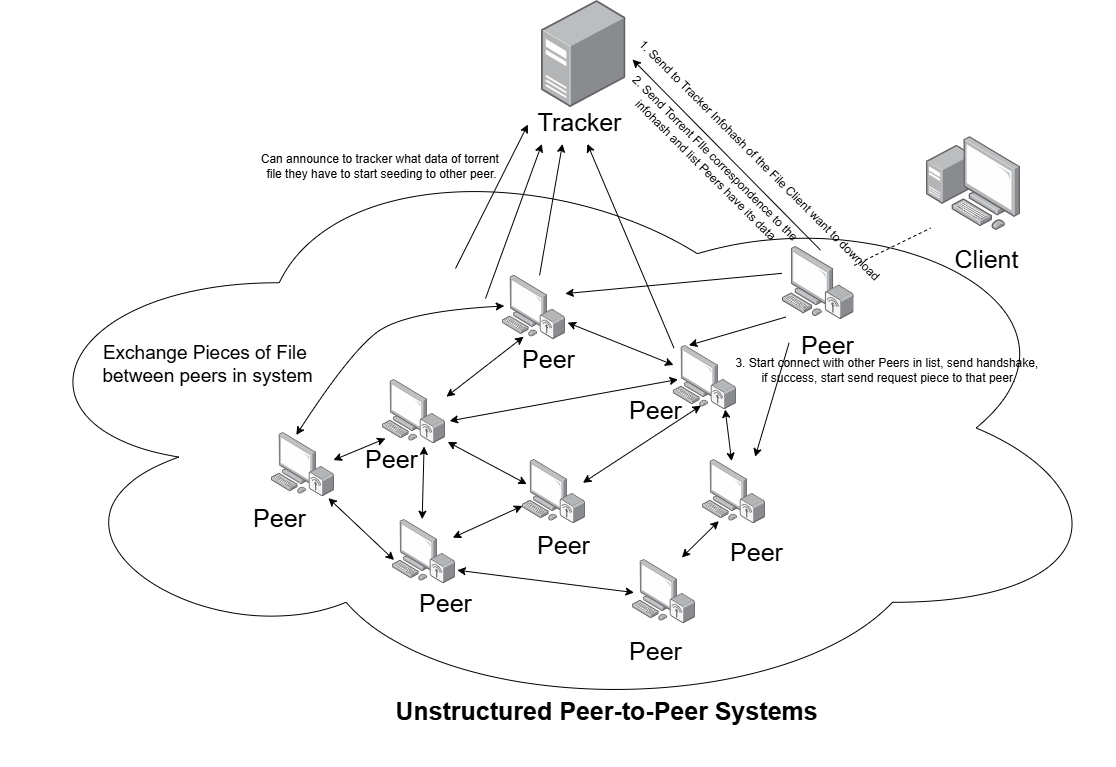 1. Send to Tracker Infohash of the File Client want to download
2. Send Torrent FIle correspondence to the
infohash and list Peers have its data
Tracker
Can announce to tracker what data of torrent
file they have to start seeding to other peer.
Client
Peer
Peer
Exchange Pieces of File
between peers in system
3. Start connect with other Peers in list, send handshake,
if success, start send request piece to that peer.
Peer
Peer
Peer
Peer
Peer
Peer
Peer
Unstructured Peer-to-Peer Systems